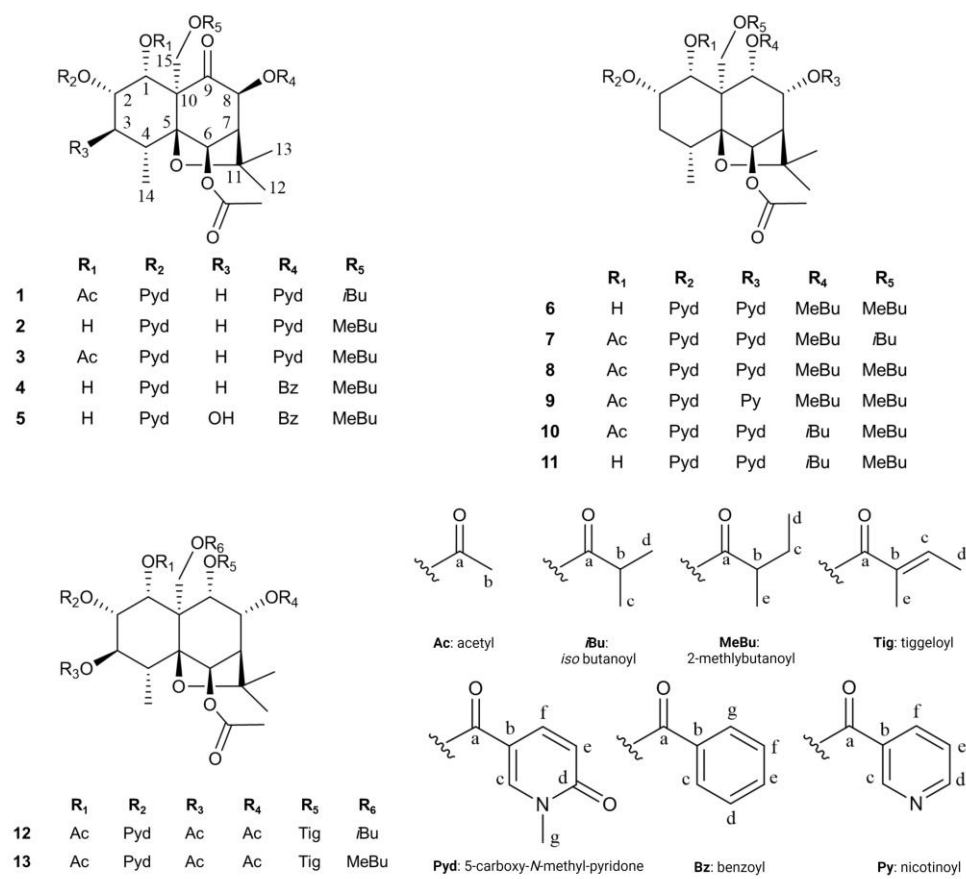 OR₅
OR₁
O
15
R₂O
OR₄
1
9
2
10
8
3
5
6
7
4
R₃
O
13
11
14
O
12
O
R₁ R₂ R₃ R₄ R₅
1 Ac Pyd H Pyd iBu
2 H Pyd H Pyd MeBu
3 Ac Pyd H Pyd MeBu
4 H Pyd H Bz MeBu
5 H Pyd OH Bz MeBu
OR₅
OR₁
OR₄
R₂O
OR₃
O
O
O
R₁ R₂ R₃ R₄ R₅
6 H Pyd Pyd MeBu MeBu
7 Ac Pyd Pyd MeBu iBu
8 Ac Pyd Pyd MeBu MeBu
9 Ac Pyd Py MeBu MeBu
10 Ac Pyd Pyd iBu MeBu
11 H Pyd Pyd iBu MeBu
OR₆
OR₁
OR₅
R₂O
OR₄
R₃O
O
O
O
R₁ R₂ R₃ R₄ R₅ R₆
12 Ac Pyd Ac Ac Tig iBu
13 Ac Pyd Ac Ac Tig MeBu
O
a
b
Ac: acetyl
O
d
b
a
c
iBu:
iso butanoyl
O
d
b
c
a
e
MeBu:
2-methlybutanoyl
O
c
b
d
a
e
Tig: tiggeloyl
O
f
b
a
e
c
d
N
O
g
Pyd: 5-carboxy-N-methyl-pyridone
O
g
b
f
a
c
e
d
Bz: benzoyl
O
f
b
e
a
c
d
N
Py: nicotinoyl